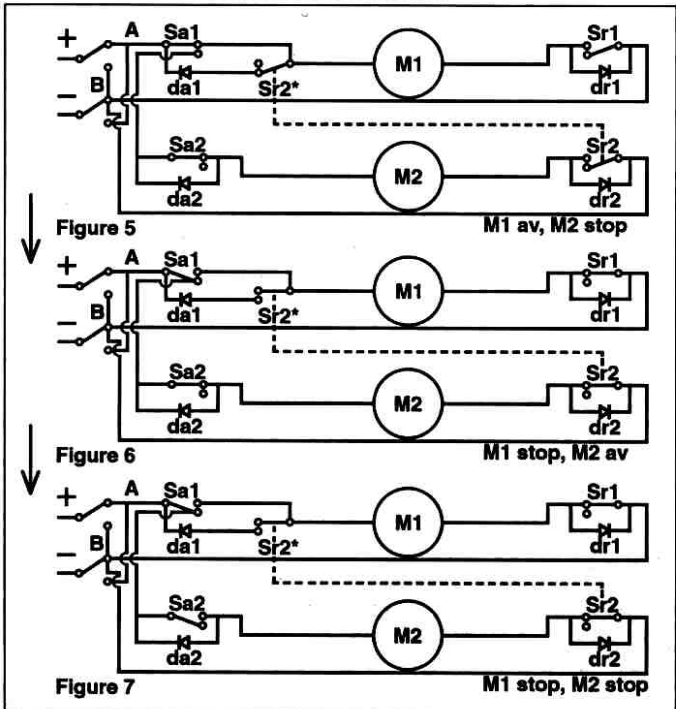 + A Sa1 Sr1
M1
B da1 Sr2* dr1
−
Sa2 Sr2
M2
da2 dr2
Figure 5 M1 av, M2 stop
+ A Sa1 Sr1
M1
B da1 Sr2* dr1
−
Sa2 Sr2
M2
da2 dr2
Figure 6 M1 stop, M2 av
+ A Sa1 Sr1
M1
B da1 Sr2* dr1
−
Sa2 Sr2
M2
da2 dr2
Figure 7 M1 stop, M2 stop